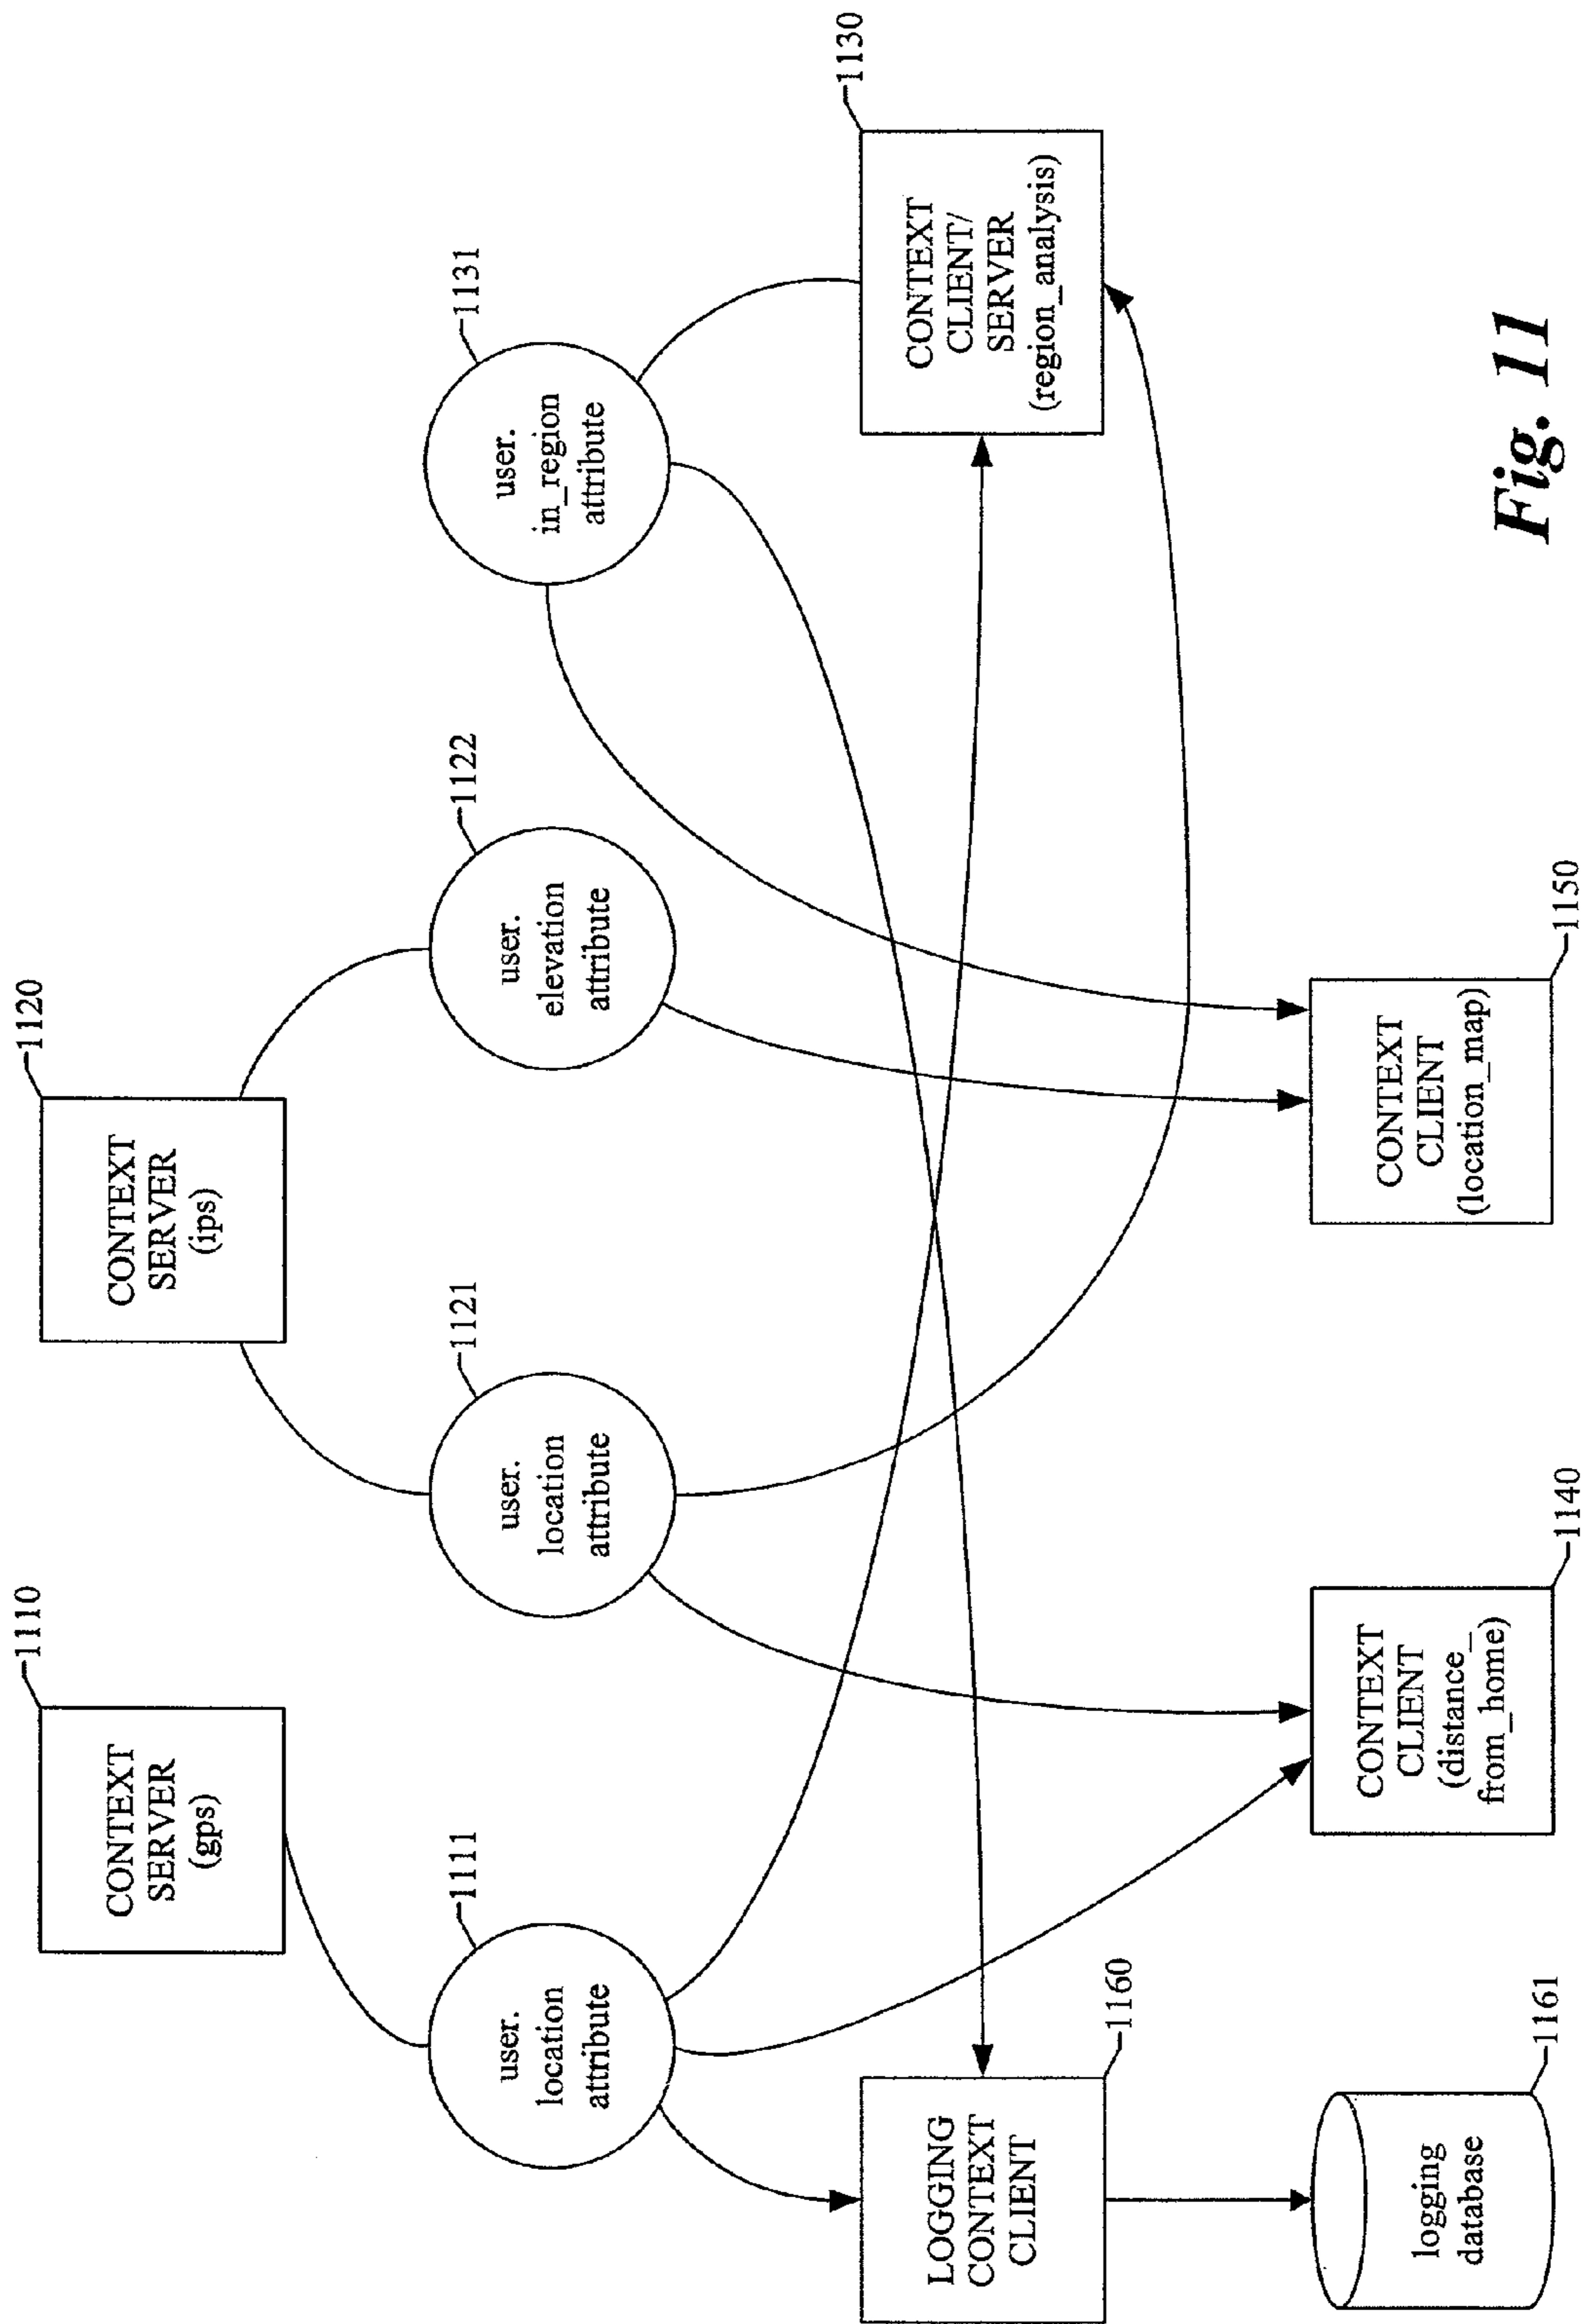 1110
CONTEXT
SERVER
(gps)
1120
CONTEXT
SERVER
(ips)
1111
user.
location
attribute
1121
user.
location
attribute
1122
user.
elevation
attribute
1131
user.
in_region
attribute
LOGGING
CONTEXT
CLIENT
1160
1130
CONTEXT
CLIENT/
SERVER
(region_analysis)
logging
database
1161
CONTEXT
CLIENT
(distance_
from_home)
1140
CONTEXT
CLIENT
(location_map)
1150
Fig. 11